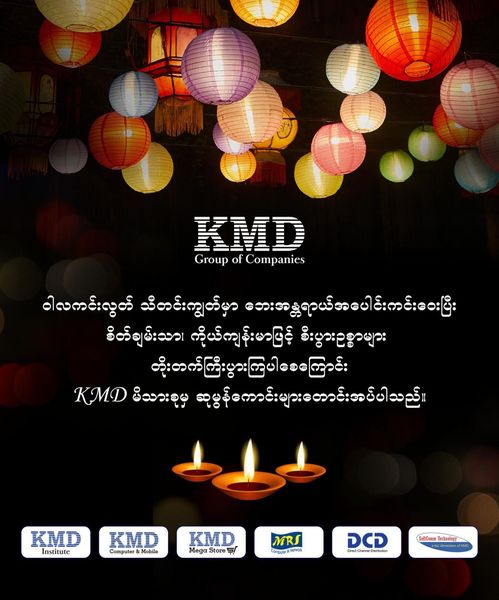 KMD
Group of Companies
ဝါလကင်းလွတ် သီတင်းကျွတ်မှာ ဘေးအန္တရာယ်အပေါင်းကင်းဝေးပြီး
စိတ်ချမ်းသာ၊ ကိုယ်ကျန်းမာဖြင့် စီးပွားဥစ္စာများ
တိုးတက်ကြီးပွားကြပါစေကြောင်း
KMD မိသားစုမှ ဆုမွန်ကောင်းများတောင်းအပ်ပါသည်။
KMD
Institute
KMD
Computer & Mobile
KMD
Mega Store
MRS
DCD
Direct Channel Distribution
SoftComm Technology